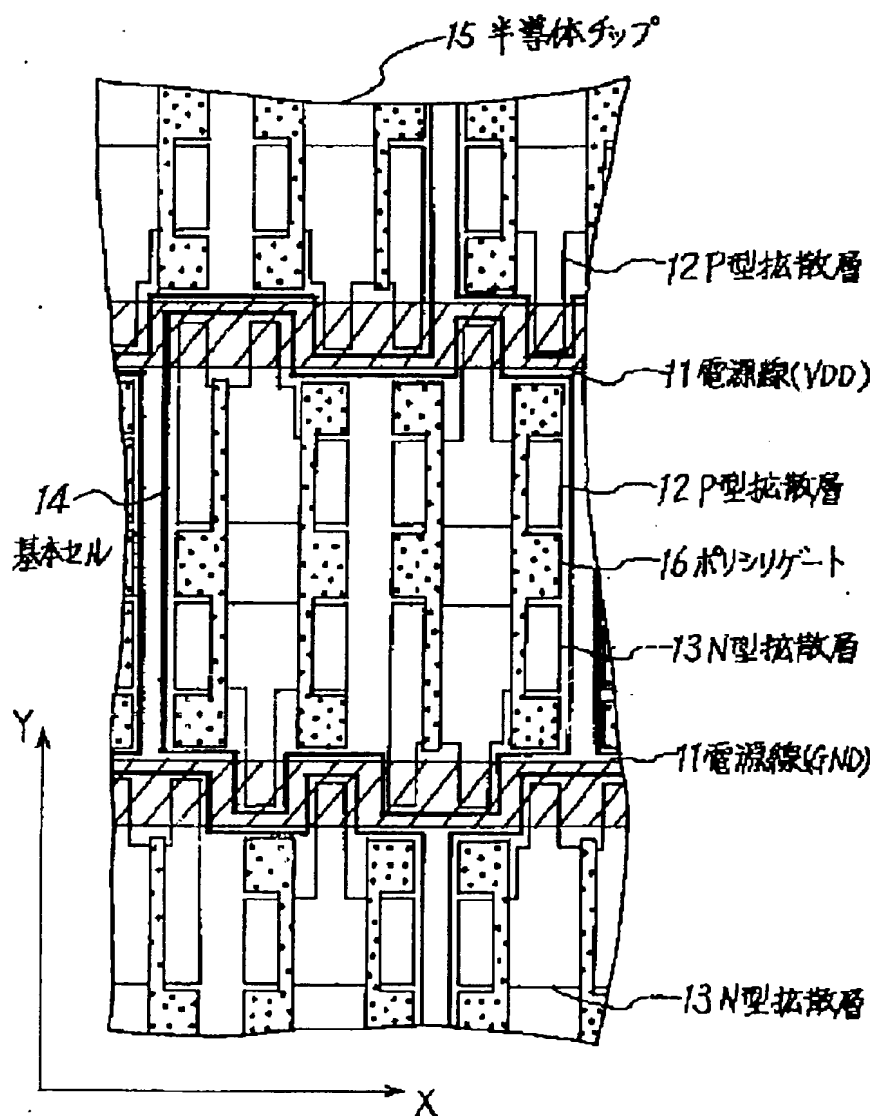 15 半導体チップ
12 P型拡散層
11 電源線(VDD)
14
基本セル
12 P型拡散層
16 ポリシリゲート
13 N型拡散層
Y
11 電源線(GND)
13 N型拡散層
X